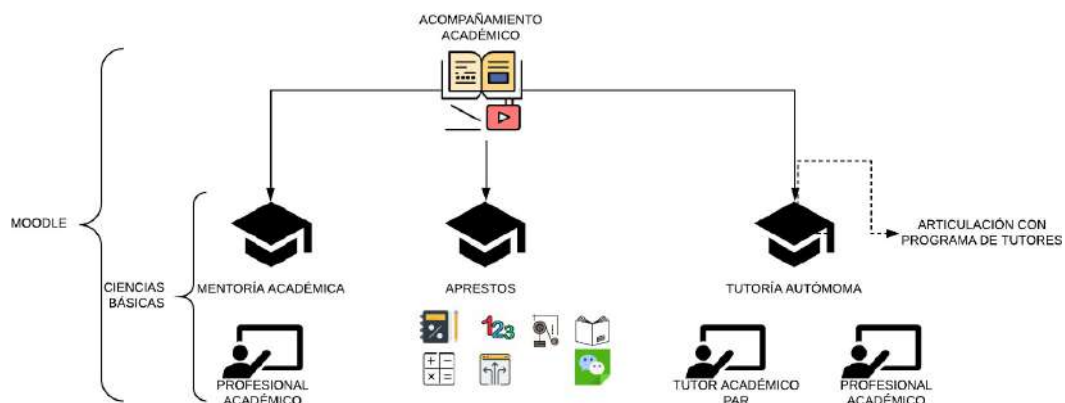 ACOMPAÑAMIENTO
ACADÉMICO
MOODLE
ARTICULACIÓN CON
PROGRAMA DE TUTORES
CIENCIAS
BÁSICAS
MENTORÍA ACADÉMICA
APRESTOS
TUTORÍA AUTÓMOMA
123
PROFESIONAL
ACADÉMICO
TUTOR ACADÉMICO
PAR
PROFESIONAL
ACADÉMICO